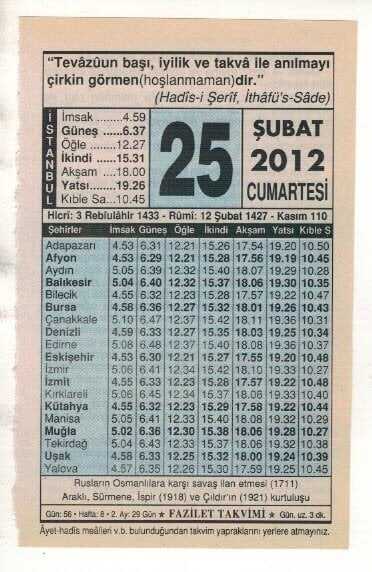 “Tevâzûun başı, iyilik ve takvâ ile anılmayı
çirkin görmen(hoşlanmaman)dir.”
(Hadîs-i Şerîf, İthâfü's-Sâde)
İSTANBUL
İmsak ........4.59
Güneş ......6.37
Öğle .......12.27
İkindi .....15.31
Akşam ....18.00
Yatsı.......19.26
Kıble Sa...10.45
25
ŞUBAT
2012
CUMARTESİ
Hicrî: 3 Rebîulâhir 1433 - Rûmî: 12 Şubat 1427 - Kasım 110
Şehirler İmsak Güneş Öğle İkindi Akşam Yatsı Kıble S
Adapazarı 4.53 6.31 12.21 15.26 17.54 19.20 10.50
Afyon 4.53 6.29 12.21 15.28 17.56 19.19 10.45
Aydın 5.05 6.39 12.32 15.40 18.07 19.29 10.28
Balıkesir 5.04 6.40 12.32 15.37 18.06 19.30 10.35
Bilecik 4.55 6.32 12.23 15.28 17.57 19.22 10.47
Bursa 4.58 6.36 12.27 15.32 18.01 19.26 10.43
Çanakkale 5.10 6.47 12.37 15.42 18.11 19.36 10.31
Denizli 4.59 6.33 12.27 15.35 18.03 19.25 10.34
Edirne 5.08 6.48 12.37 15.40 18.08 19.36 10.37
Eskişehir 4.53 6.30 12.21 15.27 17.55 19.20 10.48
İzmir 5.06 6.41 12.34 15.42 18.10 19.33 10.27
İzmit 4.55 6.33 12.23 15.28 17.57 19.22 10.48
Kırklareli 5.06 6.45 12.34 15.37 18.06 19.33 10.40
Kütahya 4.55 6.32 12.23 15.29 17.58 19.22 10.44
Manisa 5.05 6.41 12.33 15.40 18.08 19.32 10.29
Muğla 5.02 6.36 12.30 15.38 18.06 19.28 10.27
Tekirdağ 5.04 6.43 12.33 15.37 18.06 19.32 10.38
Uşak 4.58 6.33 12.25 15.32 18.00 19.24 10.39
Yalova 4.57 6.35 12.26 15.30 17.59 19.25 10.45
Rusların Osmanlılara karşı savaş ilan etmesi (1711)
Araklı, Sürmene, İspir (1918) ve Çıldır'ın (1921) kurtuluşu
Gün: 56 • Hafta: 8 • 2. Ay: 29 Gün ★ FAZİLET TAKVİMİ ★ Gün. uz. 3 dk.
Âyet-hadis meâlleri v.b. bulunduğundan takvim yapraklarını yerlere atmayınız.